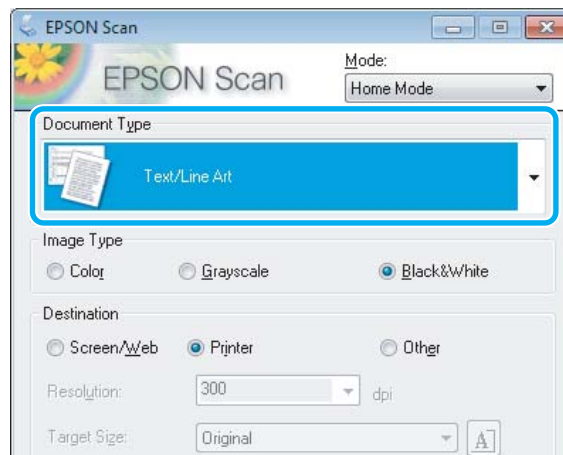 EPSON Scan
EPSON Scan
Mode:
Home Mode
Document Type
Text/Line Art
Image Type
Color Grayscale Black&White
Destination
Screen/Web Printer Other
Resolution: 300 dpi
Target Size: Original A